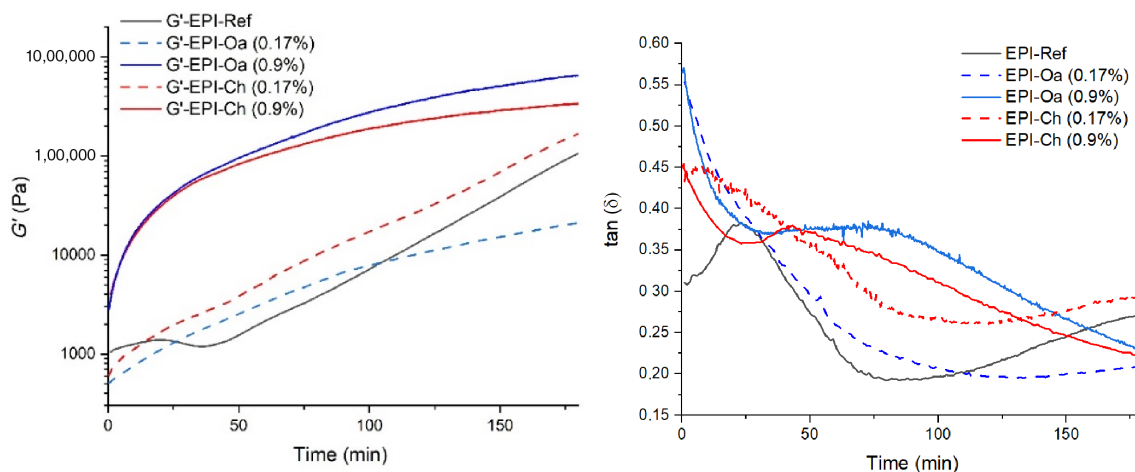 G'-EPI-Ref
G'-EPI-Oa (0.17%)
G'-EPI-Oa (0.9%)
G'-EPI-Ch (0.17%)
G'-EPI-Ch (0.9%)
10,00,000
1,00,000
10000
1000
G' (Pa)
0
50
100
150
Time (min)
EPI-Ref
EPI-Oa (0.17%)
EPI-Oa (0.9%)
EPI-Ch (0.17%)
EPI-Ch (0.9%)
0.60
0.55
0.50
0.45
0.40
0.35
0.30
0.25
0.20
0.15
tan (δ)
0
50
100
150
Time (min)